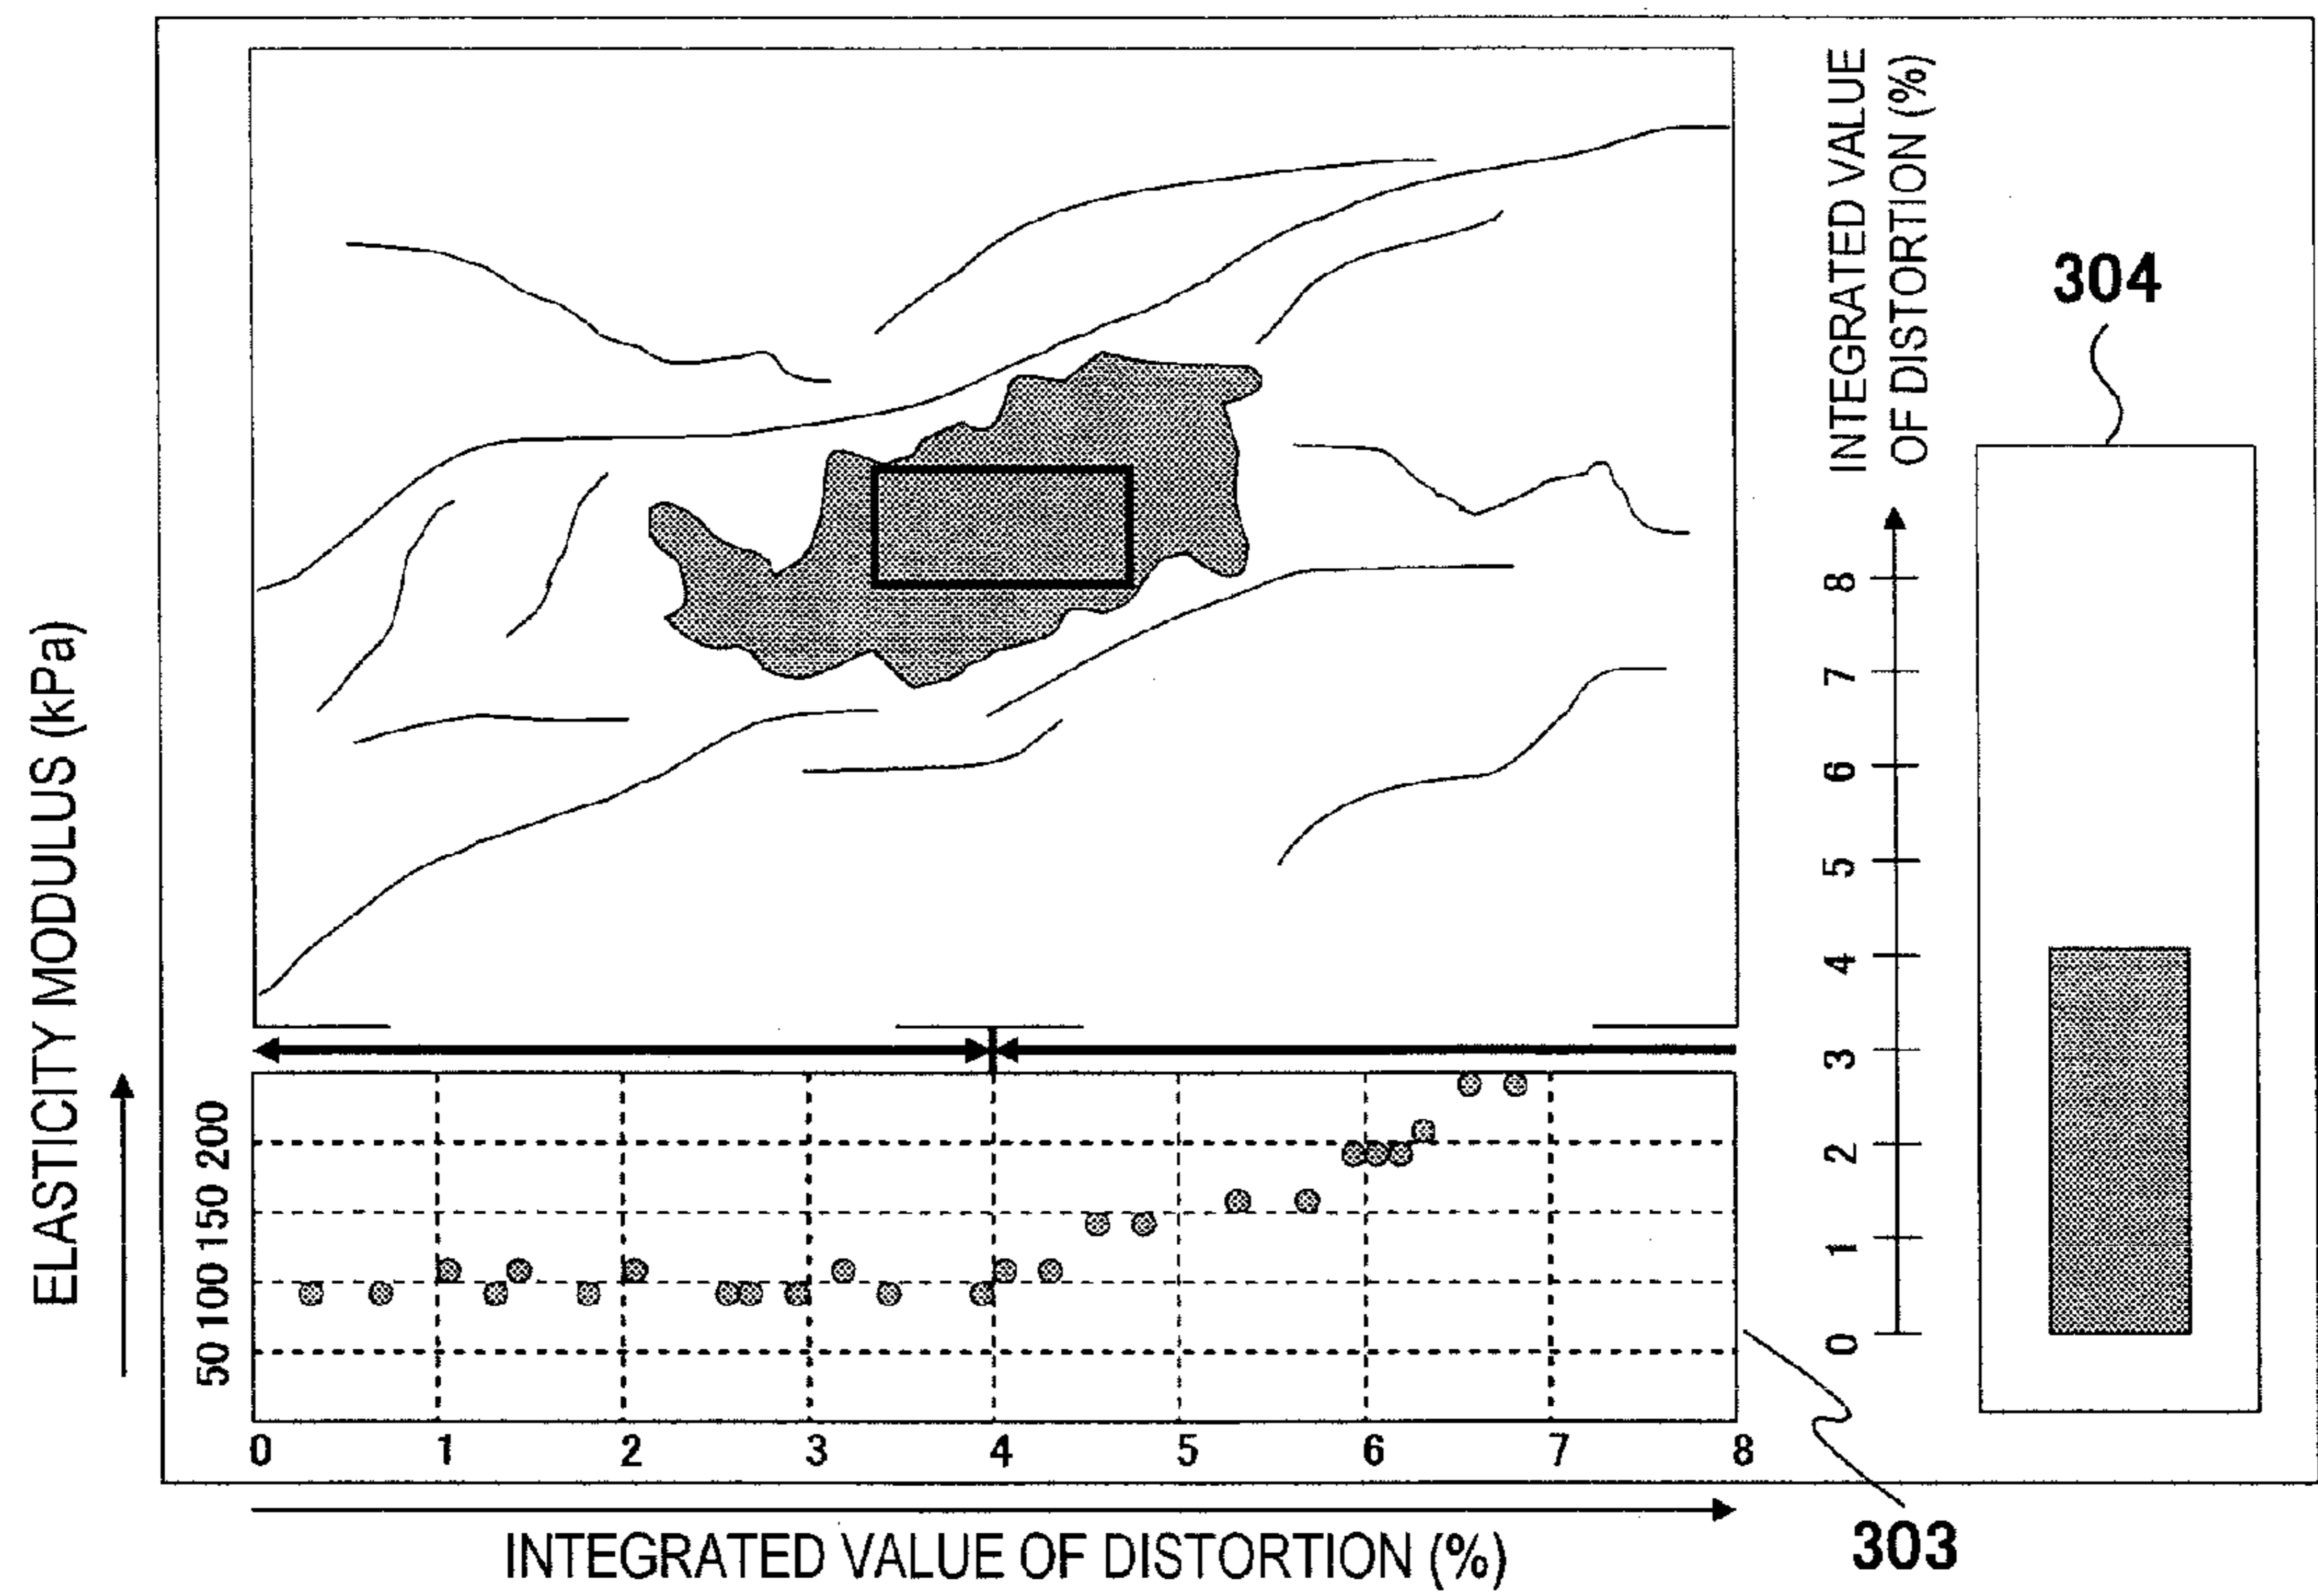 INTEGRATED VALUE
OF DISTORTION (%)
304
8
7
6
5
4
3
2
1
0
ELASTICITY MODULUS (kPa)
50 100 150 200
0 1 2 3 4 5 6 7 8
INTEGRATED VALUE OF DISTORTION (%)
303